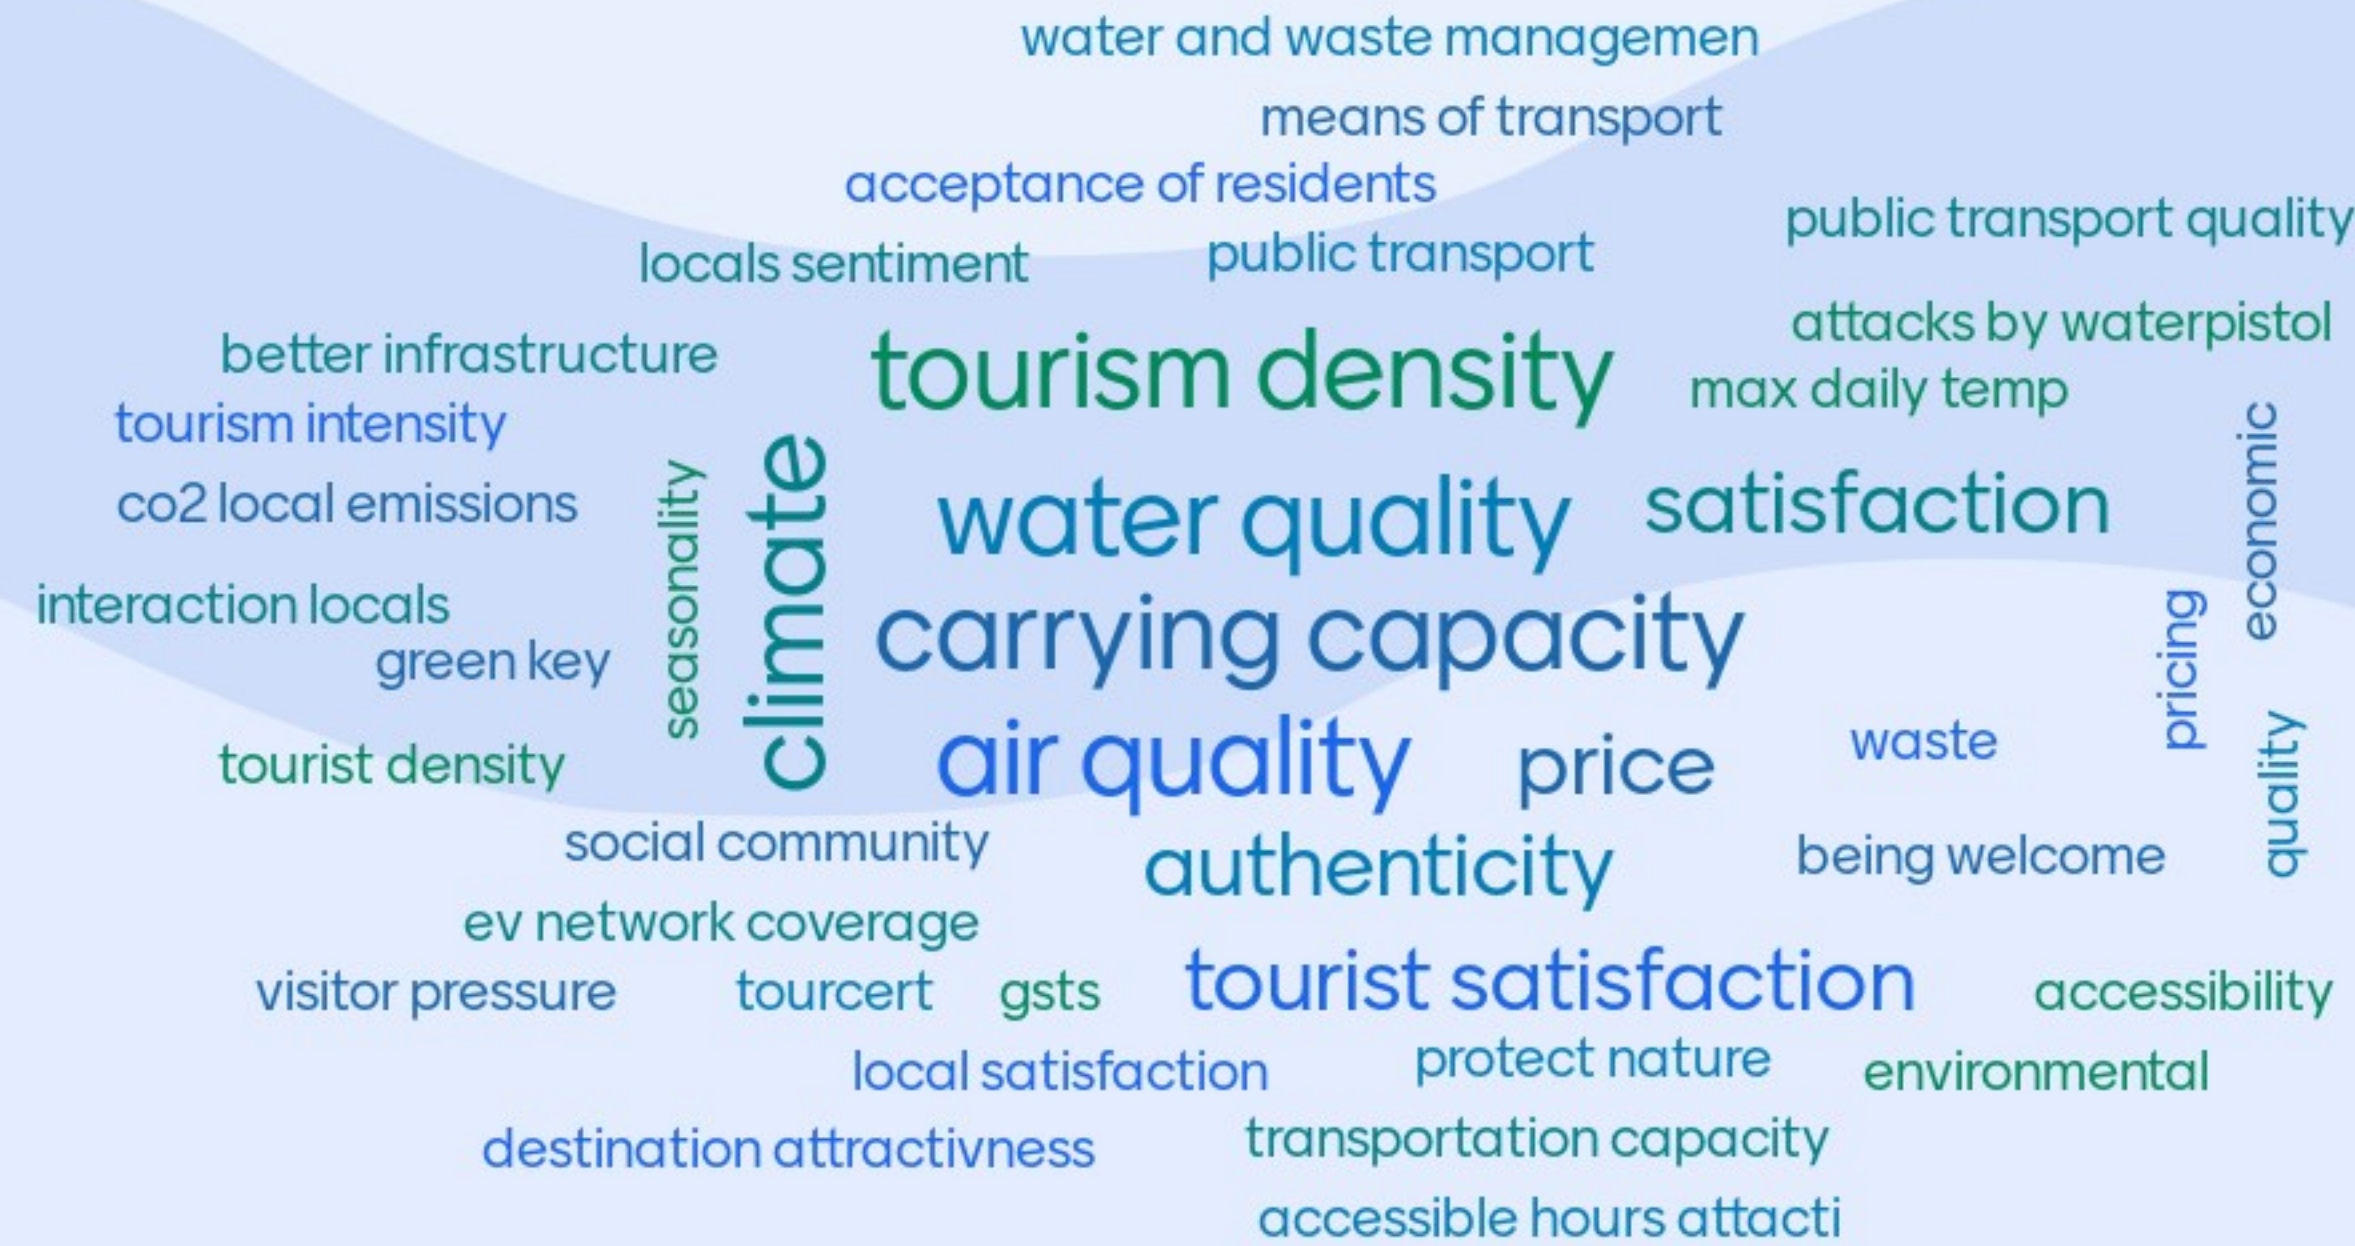 water and waste managemen
means of transport
acceptance of residents
public transport quality
locals sentiment
public transport
attacks by waterpistol
better infrastructure
tourism density
max daily temp
tourism intensity
economic
climate
seasonality
co2 local emissions
water quality
satisfaction
interaction locals
carrying capacity
pricing
green key
tourist density
air quality
price
waste
quality
social community
authenticity
being welcome
ev network coverage
visitor pressure
tourcert
gsts
tourist satisfaction
accessibility
local satisfaction
protect nature
environmental
destination attractivness
transportation capacity
accessible hours attacti